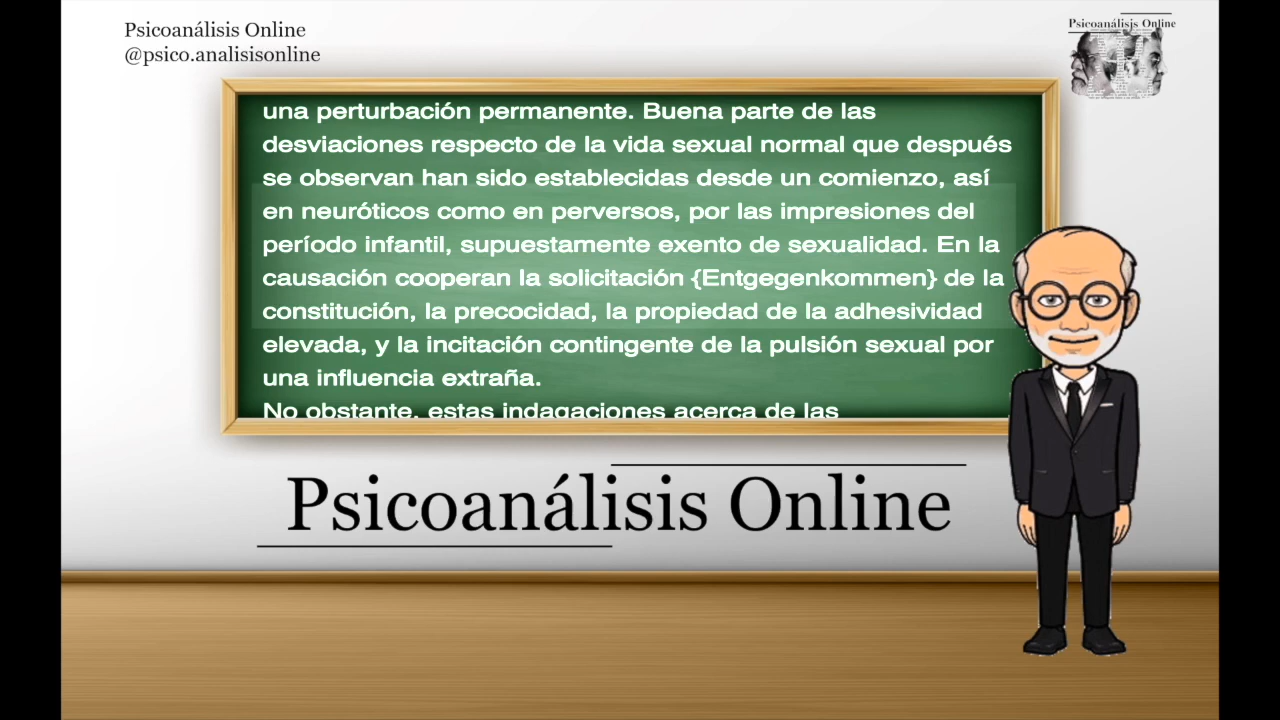 Psicoanálisis Online
@psico.analisisonline
Psicoanálisis Online
una perturbación permanente. Buena parte de las
desviaciones respecto de la vida sexual normal que después
se observan han sido establecidas desde un comienzo, así
en neuróticos como en perversos, por las impresiones del
período infantil, supuestamente exento de sexualidad. En la
causación cooperan la solicitación {Entgegenkommen} de la
constitución, la precocidad, la propiedad de la adhesividad
elevada, y la incitación contingente de la pulsión sexual por
una influencia extraña.
No obstante, estas indagaciones acerca de las
Psicoanálisis Online